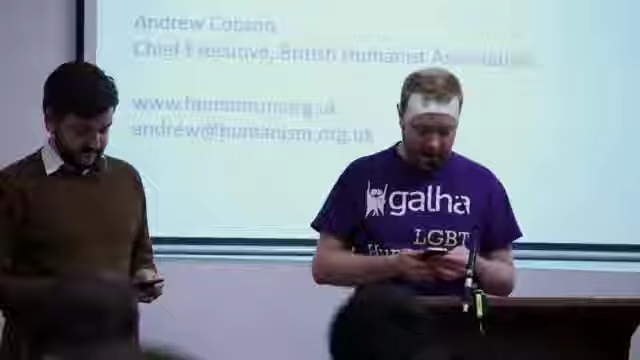 Andrew Copson
Chief Executive, British Humanist Association
www.humanism.org.uk
andrew@humanism.org.uk
galha
LGBT